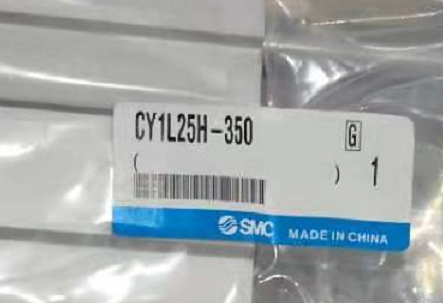 CY1L25H-350 G
( ) 1
SMC MADE IN CHINA